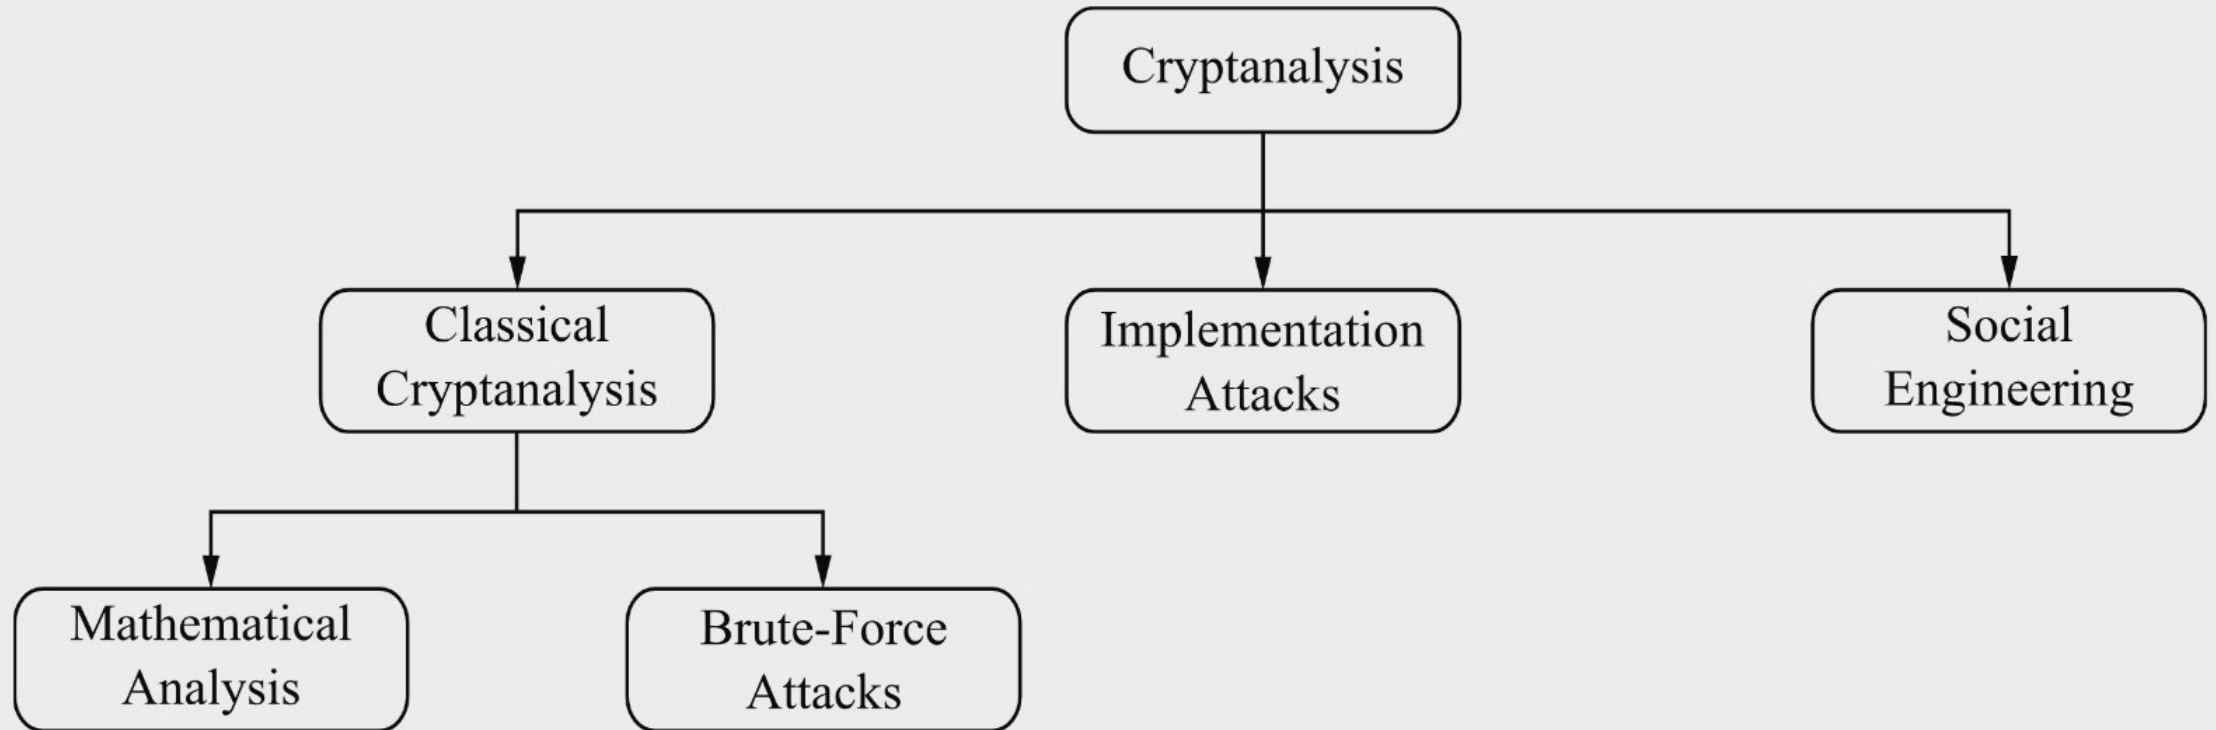 Cryptanalysis
Classical
Cryptanalysis
Implementation
Attacks
Social
Engineering
Mathematical
Analysis
Brute-Force
Attacks